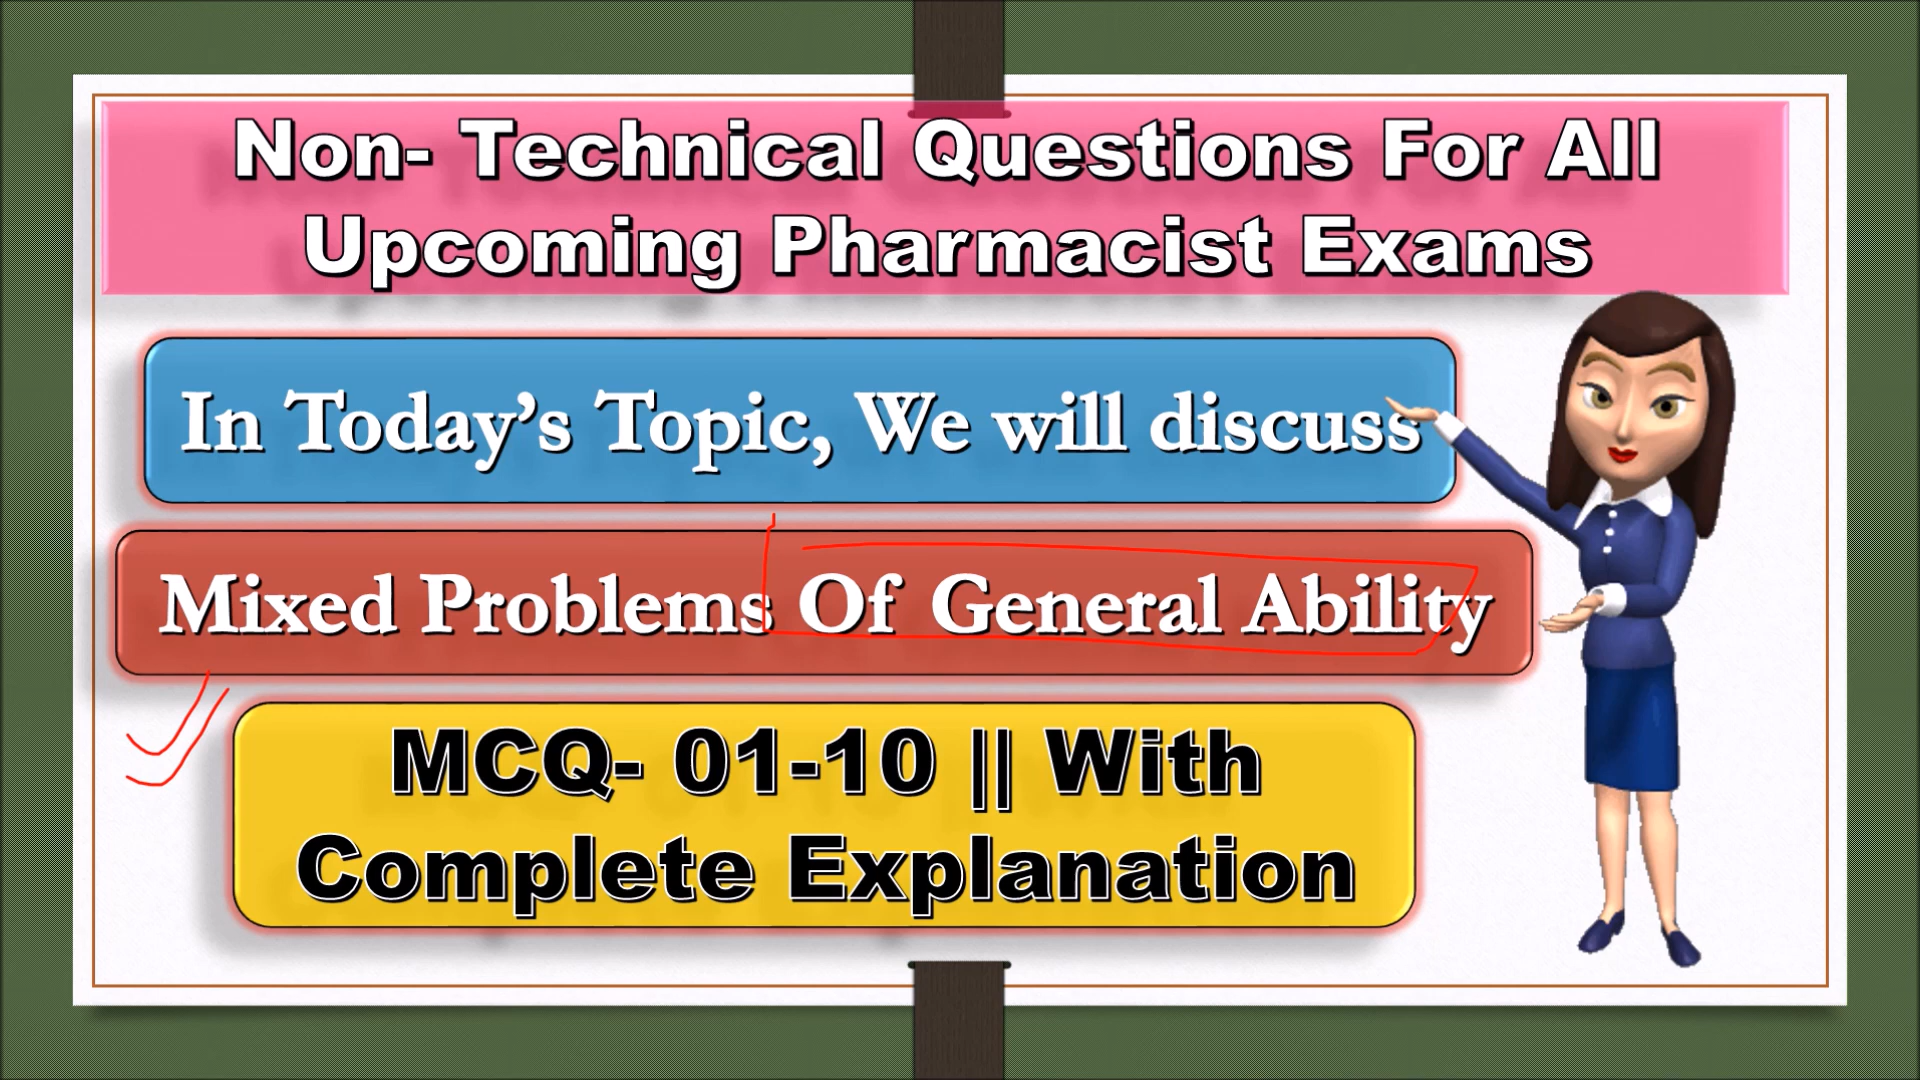 Non- Technical Questions For All
Upcoming Pharmacist Exams
In Today's Topic, We will discuss
Mixed Problems Of General Ability
MCQ- 01-10 || With
Complete Explanation